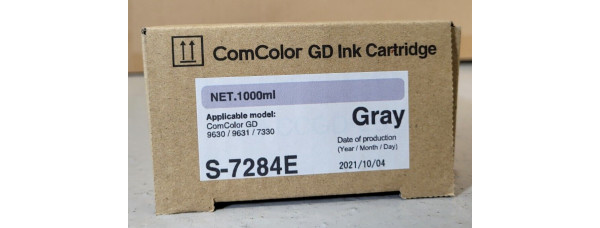 ComColor GD Ink Cartridge
NET.1000ml
Applicable model:
ComColor GD
9630 / 9631 / 7330
Gray
Date of production
(Year / Month / Day)
S-7284E
2021/10/04